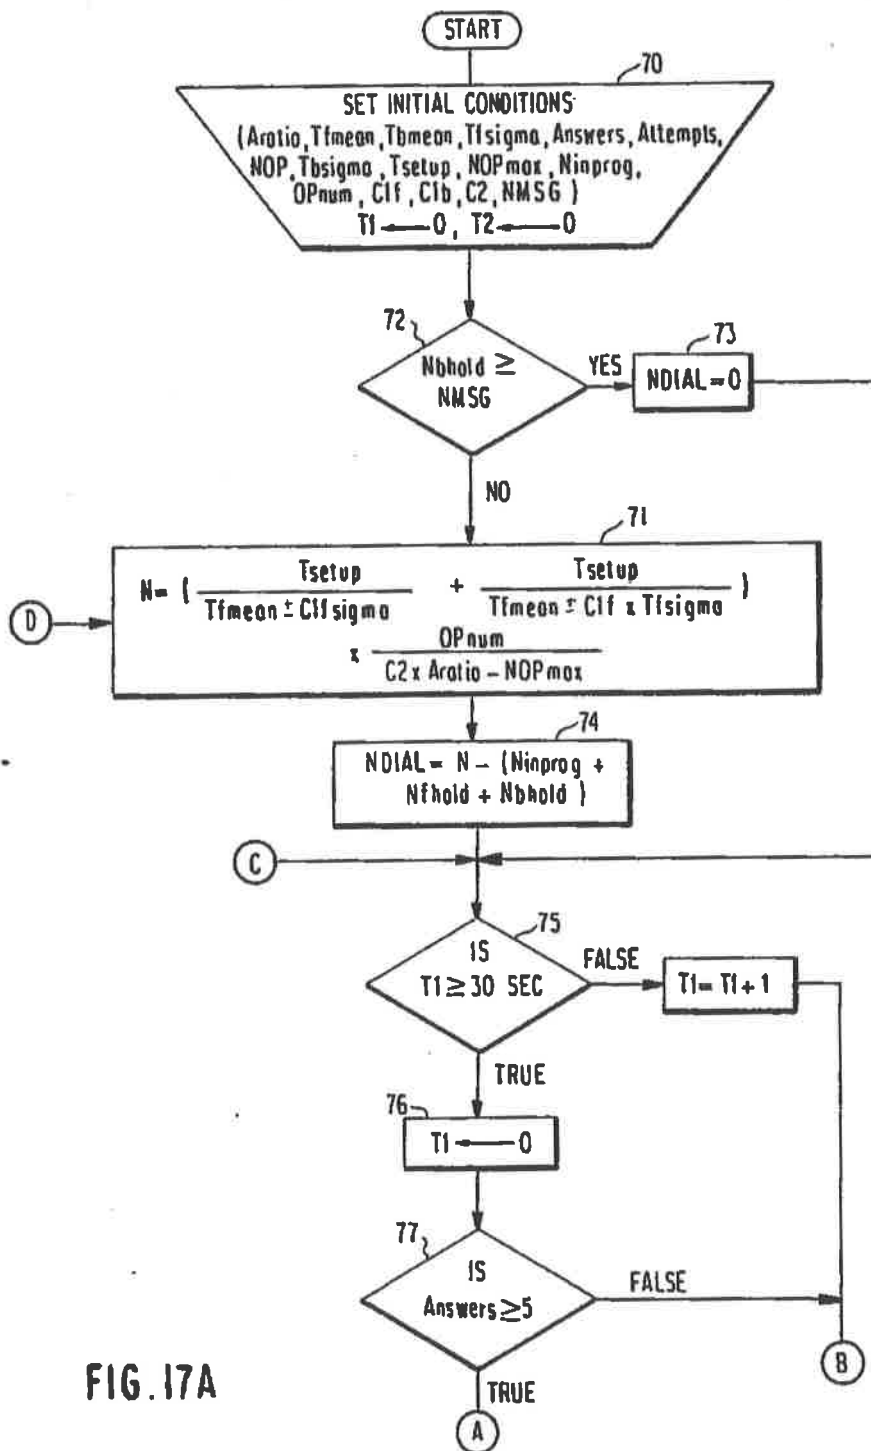 START
70
SET INITIAL CONDITIONS
(Aratio, Tfmean, Tbmean, Tfsigma, Answers, Attempts,
NOP, Tbsigma, Tsetup, NOPmax, Ninprog,
OPnum, C1f, C1b, C2, NMSG)
T1 ← 0, T2 ← 0
72
Nbhold ≥
NMSG
YES
73
NDIAL = 0
NO
71
N = ( Tsetup / Tfmean ± C1fsigma + Tsetup / Tfmean ± C1f x Tfsigma )
x OPnum / C2 x Aratio – NOPmax
D
74
NDIAL = N – (Ninprog +
Nfhold + Nbhold)
C
75
IS
T1 ≥ 30 SEC
FALSE
T1 = T1 + 1
TRUE
76
T1 ← 0
77
IS
Answers ≥ 5
FALSE
B
TRUE
A
FIG. 17A